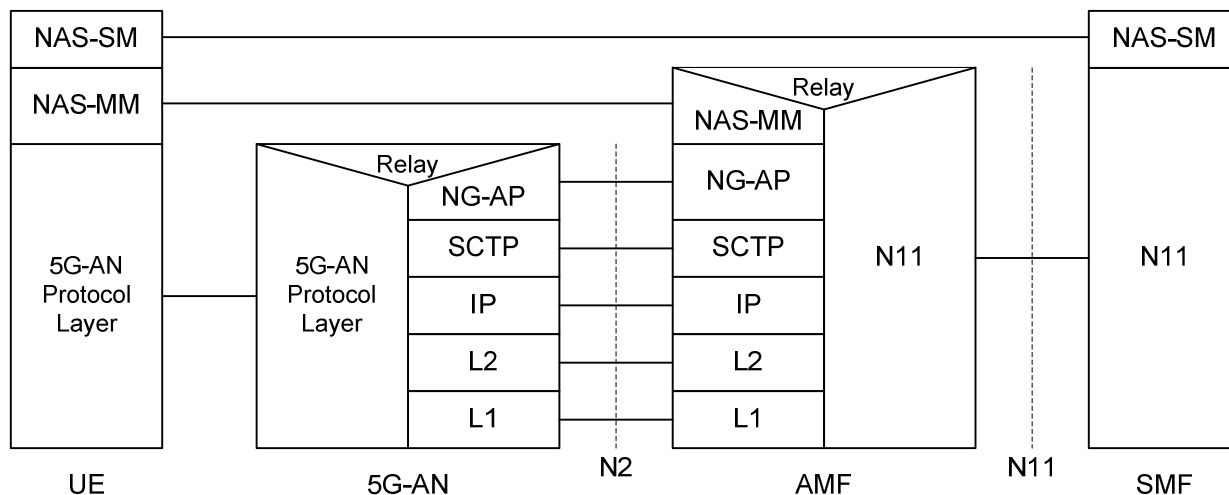 NAS-SM
NAS-SM
NAS-MM
Relay
NAS-MM
Relay
NG-AP
NG-AP
SCTP
SCTP
N11
N11
5G-AN
Protocol
Layer
5G-AN
Protocol
Layer
IP
IP
L2
L2
L1
L1
N2
N11
UE
5G-AN
AMF
SMF